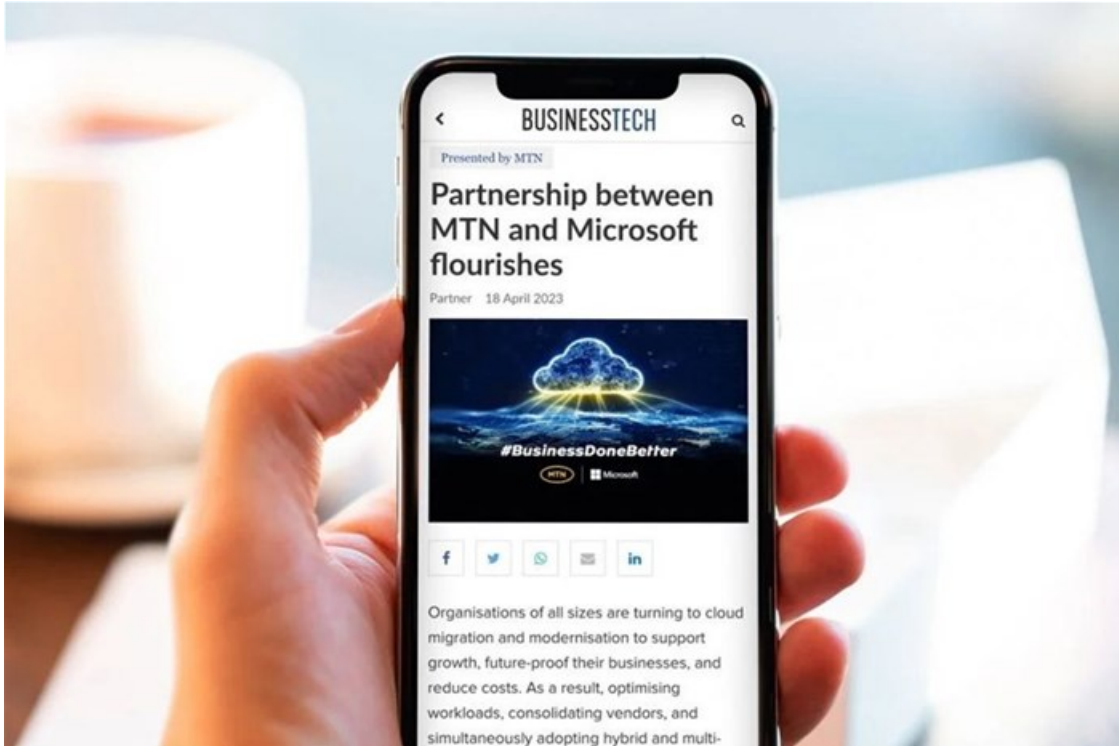 BUSINESSTECH
Presented by MTN
Partnership between
MTN and Microsoft
flourishes
Partner 18 April 2023
#BusinessDoneBetter
MTN Microsoft
f in
Organisations of all sizes are turning to cloud
migration and modernisation to support
growth, future-proof their businesses, and
reduce costs. As a result, optimising
workloads, consolidating vendors, and
simultaneously adopting hybrid and multi-